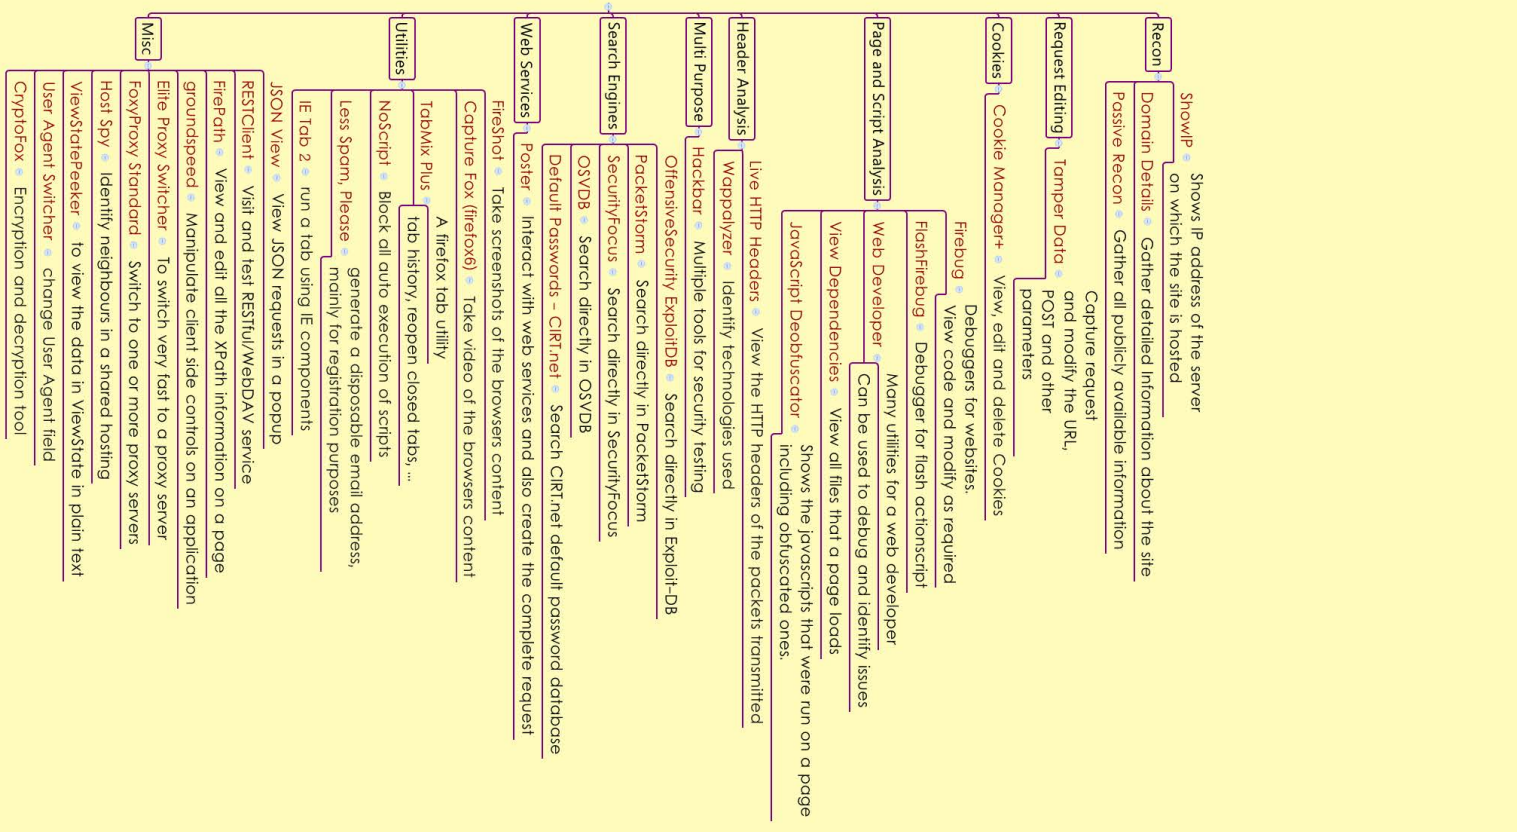 Recon
ShowIP
Shows IP address of the server
on which the site is hosted
Domain Details
Gather detailed Information about the site
Passive Recon
Gather all publicly available information
Request Editing
Tamper Data
Capture request
and modify the URL,
POST and other
parameters
Cookies
Cookie Manager+
View, edit and delete Cookies
Page and Script Analysis
Firebug
Debuggers for websites.
View code and modify as required
FlashFirebug
Debugger for flash actionscript
Web Developer
Many utilities for a web developer
Can be used to debug and identify issues
View Dependencies
View all files that a page loads
JavaScript Deobfuscator
Shows the javascripts that were run on a page
including obfuscated ones.
Header Analysis
Live HTTP Headers
View the HTTP headers of the packets transmitted
Wappalyzer
Identify technologies used
Multi Purpose
Hackbar
Multiple tools for security testing
Search Engines
OffensiveSecurity ExploitDB
Search directly in Exploit-DB
PacketStorm
Search directly in PacketStorm
SecurityFocus
Search directly in SecurityFocus
OSVDB
Search directly in OSVDB
Default Passwords - CIRT.net
Search CIRT.net default password database
Web Services
Poster
Interact with web services and also create the complete request
Utilities
FireShot
Take screenshots of the browsers content
Capture Fox (firefox6)
Take video of the browsers content
TabMix Plus
A firefox tab utility
tab history, reopen closed tabs, ...
NoScript
Block all auto execution of scripts
Less Spam, Please
generate a disposable email address,
mainly for registration purposes
IE Tab 2
run a tab using IE components
Misc
JSON View
View JSON requests in a popup
RESTClient
Visit and test RESTful/WebDAV service
FirePath
View and edit all the XPath information on a page
groundspeed
Manipulate client side controls on an application
Elite Proxy Switcher
To switch very fast to a proxy server
FoxyProxy Standard
Switch to one or more proxy servers
Host Spy
Identify neighbours in a shared hosting
ViewStatePeeker
to view the data in ViewState in plain text
User Agent Switcher
change User Agent field
CryptoFox
Encryption and decryption tool